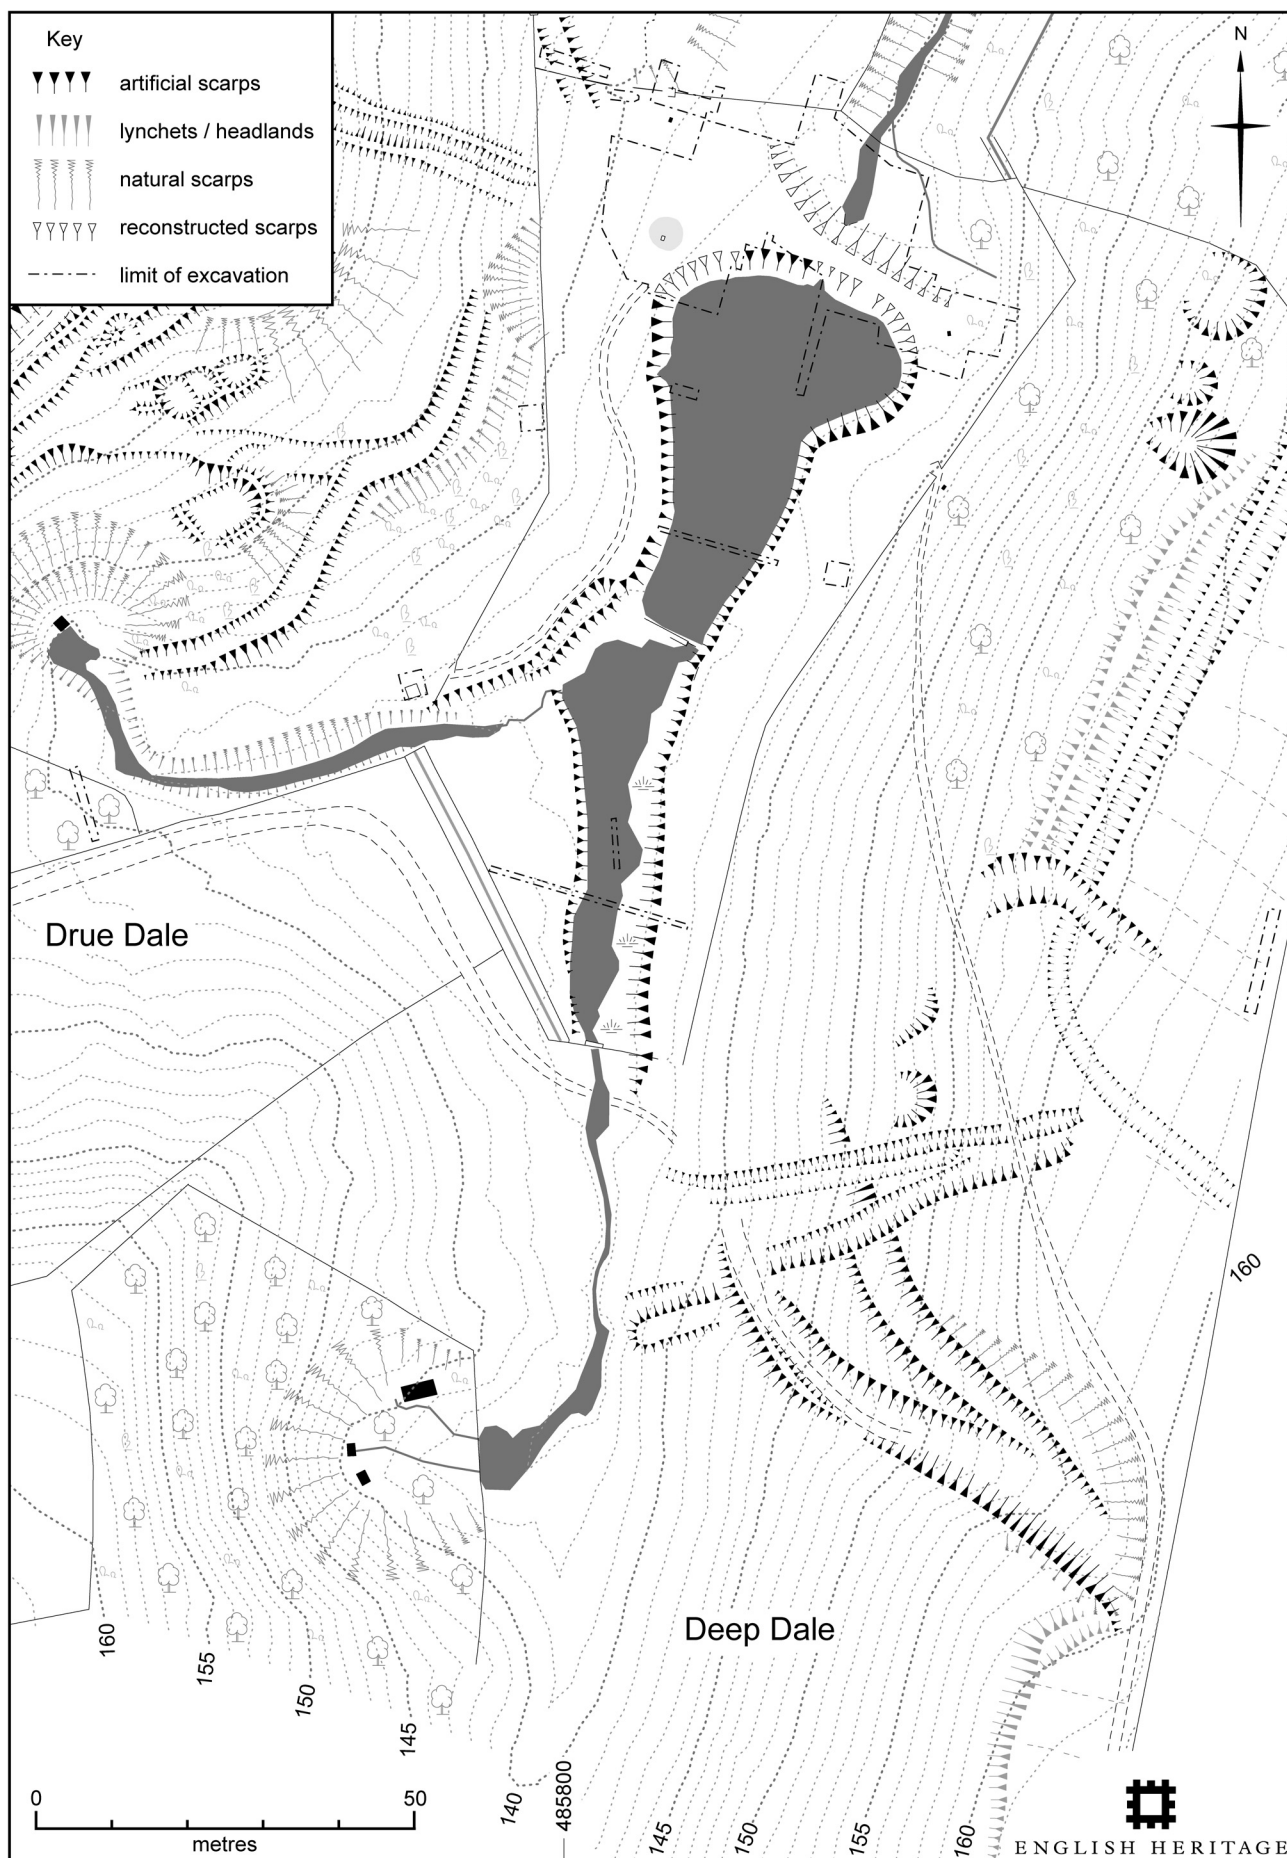 Key
artificial scarps
lynchets / headlands
natural scarps
reconstructed scarps
limit of excavation
N
Drue Dale
160
Deep Dale
160
155
150
145
140
485800
145
150
155
160
0
50
metres
ENGLISH HERITAGE